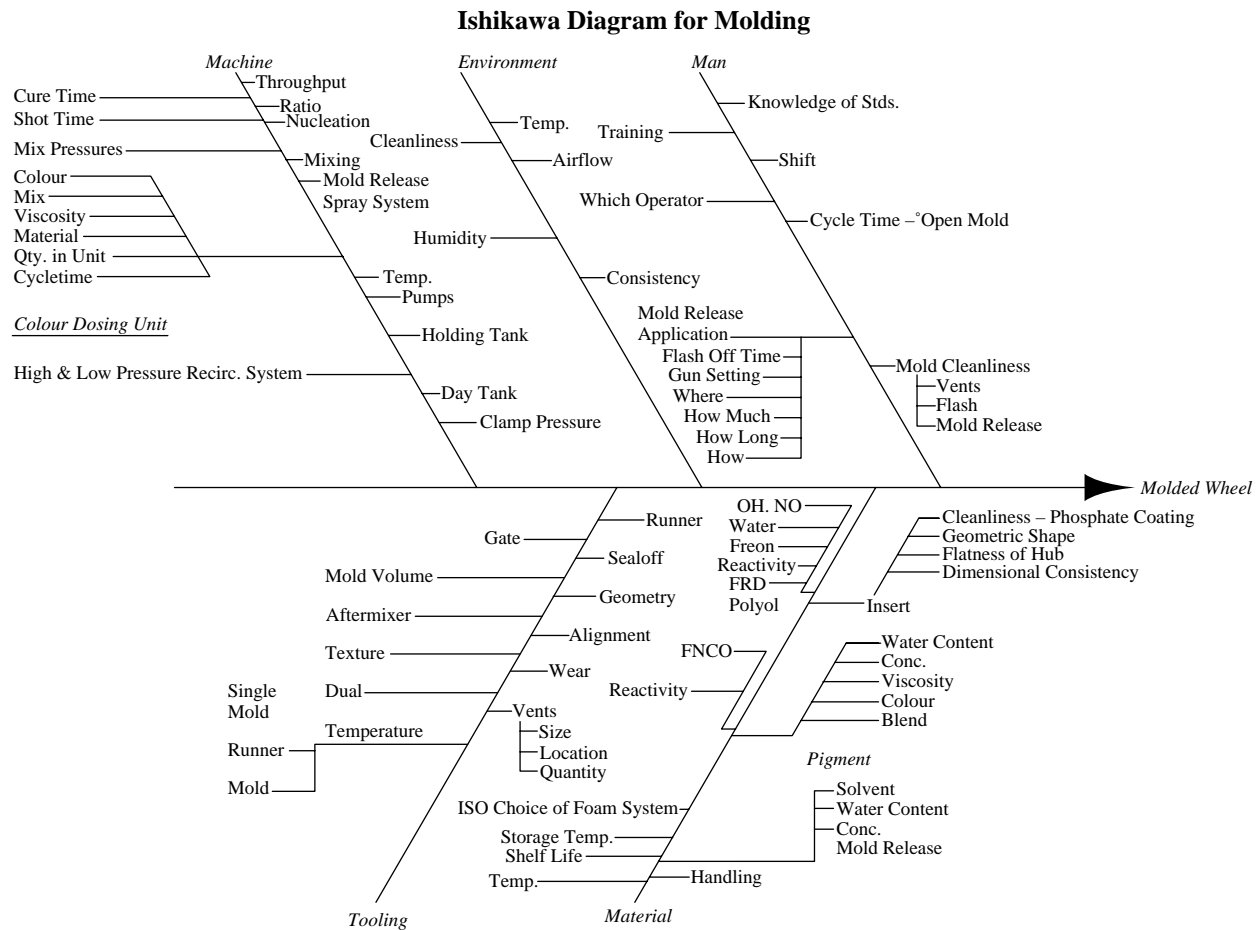 Ishikawa Diagram for Molding
Machine
Throughput
Cure Time
Ratio
Shot Time
Nucleation
Mix Pressures
Mixing
Colour
Mold Release
Spray System
Mix
Viscosity
Material
Qty. in Unit
Cycletime
Temp.
Pumps
Colour Dosing Unit
Holding Tank
High & Low Pressure Recirc. System
Day Tank
Clamp Pressure
Environment
Temp.
Cleanliness
Airflow
Humidity
Consistency
Man
Knowledge of Stds.
Training
Shift
Which Operator
Cycle Time –˚Open Mold
Mold Release
Application
Flash Off Time
Gun Setting
Where
How Much
How Long
How
Mold Cleanliness
Vents
Flash
Mold Release
Molded Wheel
Runner
Gate
Sealoff
Mold Volume
Geometry
Aftermixer
Alignment
Texture
Wear
Single
Mold
Dual
Vents
Size
Location
Quantity
Temperature
Runner
Mold
Tooling
OH. NO
Water
Freon
Reactivity
FRD
Polyol
Cleanliness – Phosphate Coating
Geometric Shape
Flatness of Hub
Dimensional Consistency
Insert
FNCO
Reactivity
Water Content
Conc.
Viscosity
Colour
Blend
Pigment
ISO Choice of Foam System
Solvent
Water Content
Conc.
Mold Release
Storage Temp.
Shelf Life
Temp.
Handling
Material